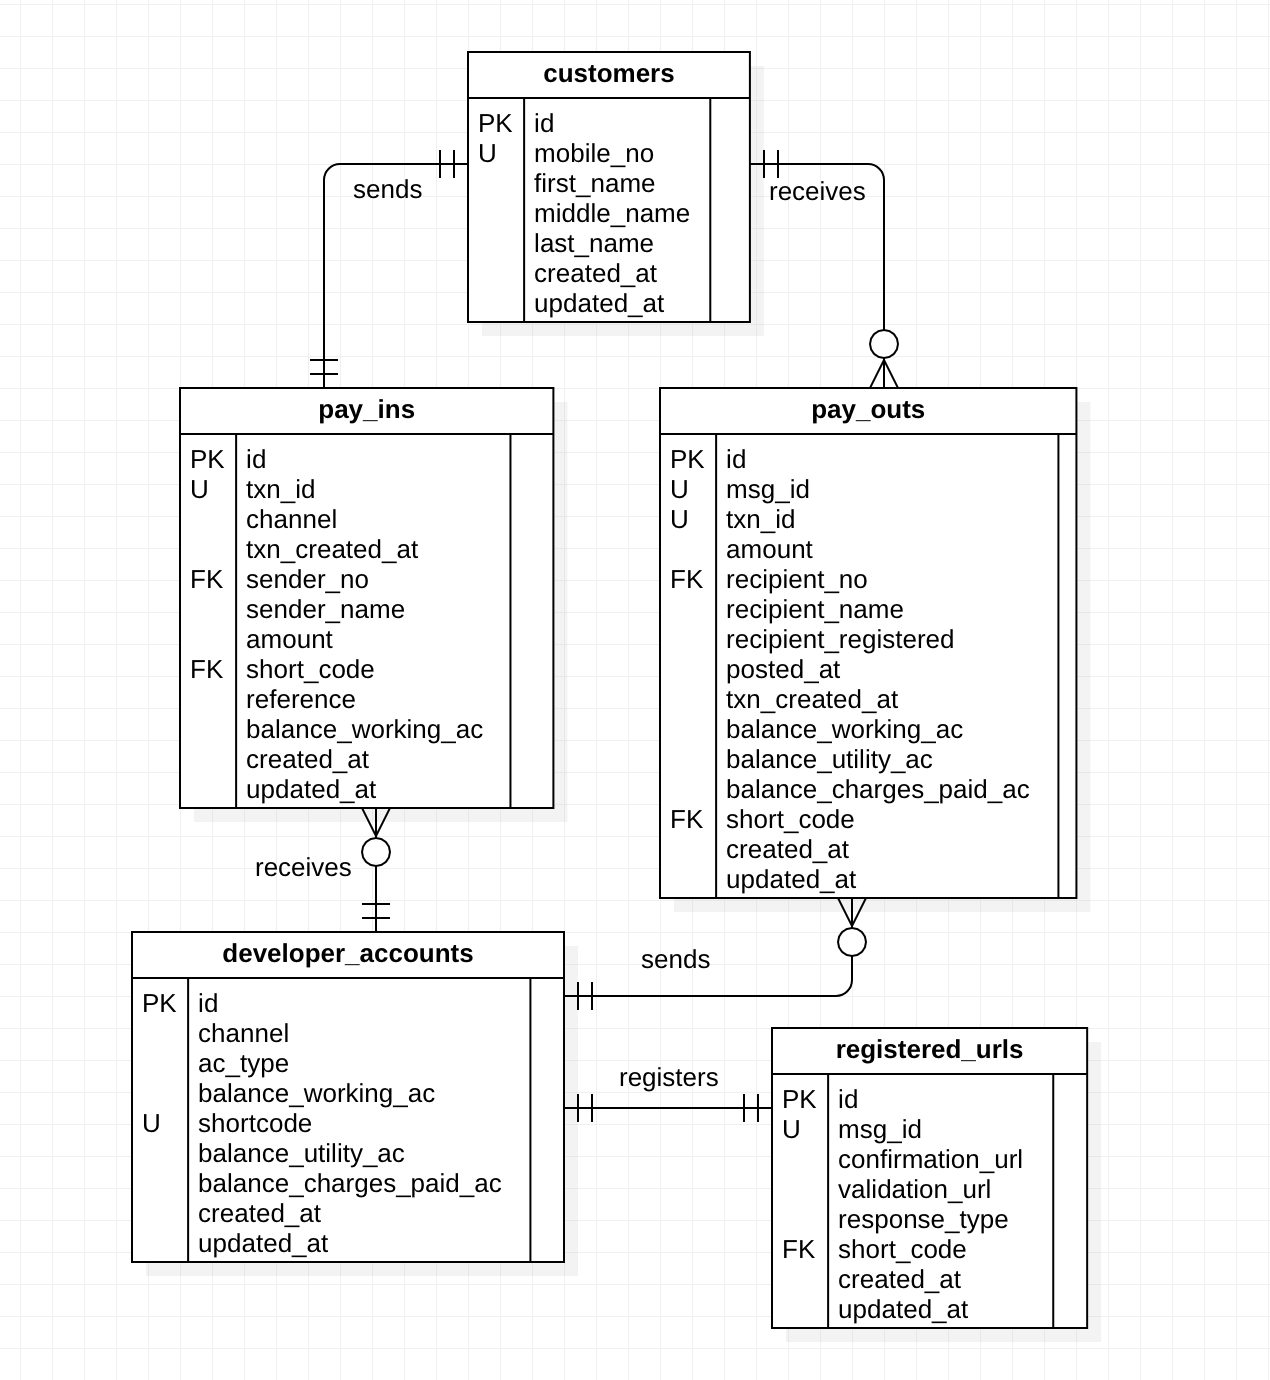 customers
PK id
U mobile_no
first_name
middle_name
last_name
created_at
updated_at
sends
receives
pay_ins
PK id
U txn_id
channel
txn_created_at
FK sender_no
sender_name
amount
FK short_code
reference
balance_working_ac
created_at
updated_at
pay_outs
PK id
U msg_id
U txn_id
amount
FK recipient_no
recipient_name
recipient_registered
posted_at
txn_created_at
balance_working_ac
balance_utility_ac
balance_charges_paid_ac
FK short_code
created_at
updated_at
receives
sends
developer_accounts
PK id
channel
ac_type
balance_working_ac
U shortcode
balance_utility_ac
balance_charges_paid_ac
created_at
updated_at
registers
registered_urls
PK id
U msg_id
confirmation_url
validation_url
response_type
FK short_code
created_at
updated_at